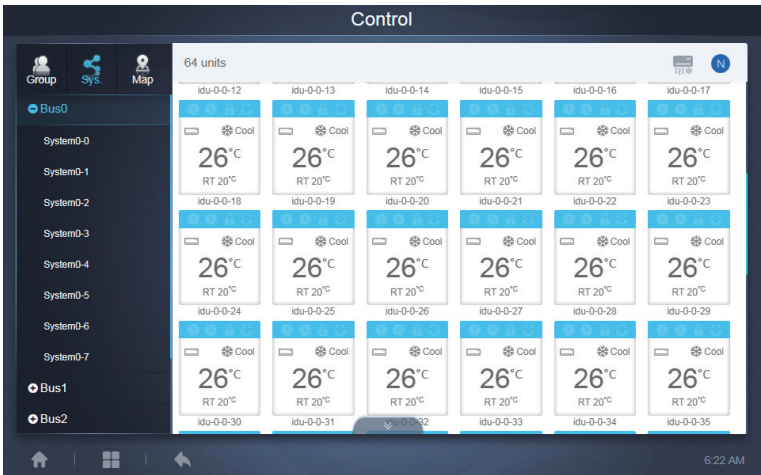 Control
Group Sys. Map
64 units
N
idu-0-0-12 idu-0-0-13 idu-0-0-14 idu-0-0-15 idu-0-0-16 idu-0-0-17
Bus0
System0-0
System0-1
System0-2
System0-3
System0-4
System0-5
System0-6
System0-7
Bus1
Bus2
Cool Cool Cool Cool Cool Cool
26°C 26°C 26°C 26°C 26°C 26°C
RT 20°C RT 20°C RT 20°C RT 20°C RT 20°C RT 20°C
idu-0-0-18 idu-0-0-19 idu-0-0-20 idu-0-0-21 idu-0-0-22 idu-0-0-23
Cool Cool Cool Cool Cool Cool
26°C 26°C 26°C 26°C 26°C 26°C
RT 20°C RT 20°C RT 20°C RT 20°C RT 20°C RT 20°C
idu-0-0-24 idu-0-0-25 idu-0-0-26 idu-0-0-27 idu-0-0-28 idu-0-0-29
Cool Cool Cool Cool Cool Cool
26°C 26°C 26°C 26°C 26°C 26°C
RT 20°C RT 20°C RT 20°C RT 20°C RT 20°C RT 20°C
idu-0-0-30 idu-0-0-31 idu-0-0-32 idu-0-0-33 idu-0-0-34 idu-0-0-35
6:22 AM